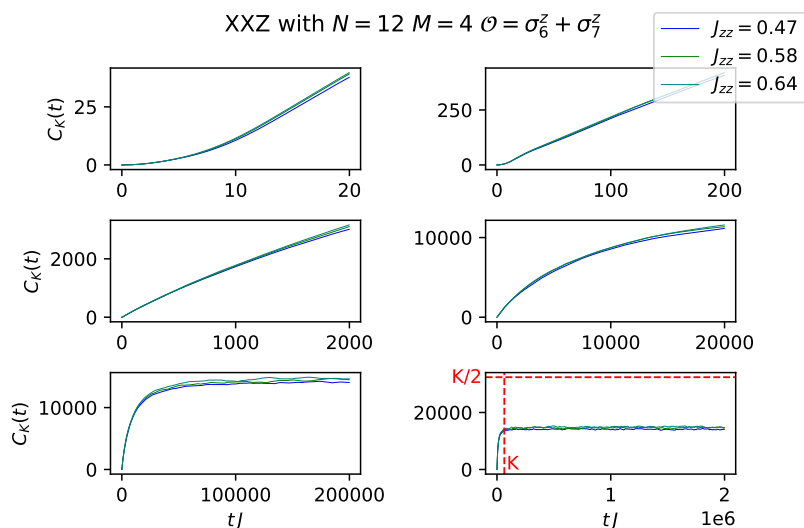 XXZ with N = 12 M = 4 𝒪 = σ₆ᶻ + σ₇ᶻ
J_zz = 0.47
J_zz = 0.58
J_zz = 0.64
C_K(t)
25
0
0 10 20
250
0
0 100 200
C_K(t)
2000
0
0 1000 2000
10000
0
0 10000 20000
C_K(t)
10000
0
0 100000 200000
tJ
K/2
20000
0
K
0 1 2
1e6
tJ